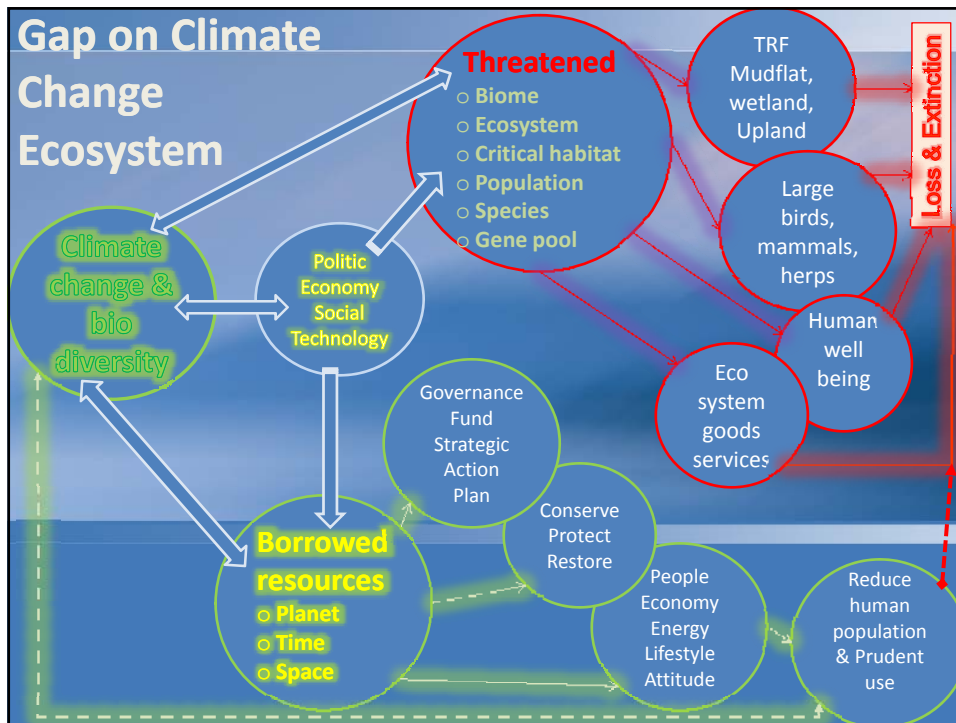 Gap on Climate
Change
Ecosystem
Threatened
o Biome
o Ecosystem
o Critical habitat
o Population
o Species
o Gene pool
TRF
Mudflat,
wetland,
Upland
Loss & Extinction
Large
birds,
mammals,
herps
Human
well
being
Eco
system
goods
services
Climate
change &
bio
diversity
Politic
Economy
Social
Technology
Governance
Fund
Strategic
Action
Plan
Conserve
Protect
Restore
Borrowed
resources
o Planet
o Time
o Space
People
Economy
Energy
Lifestyle
Attitude
Reduce
human
population
& Prudent
use